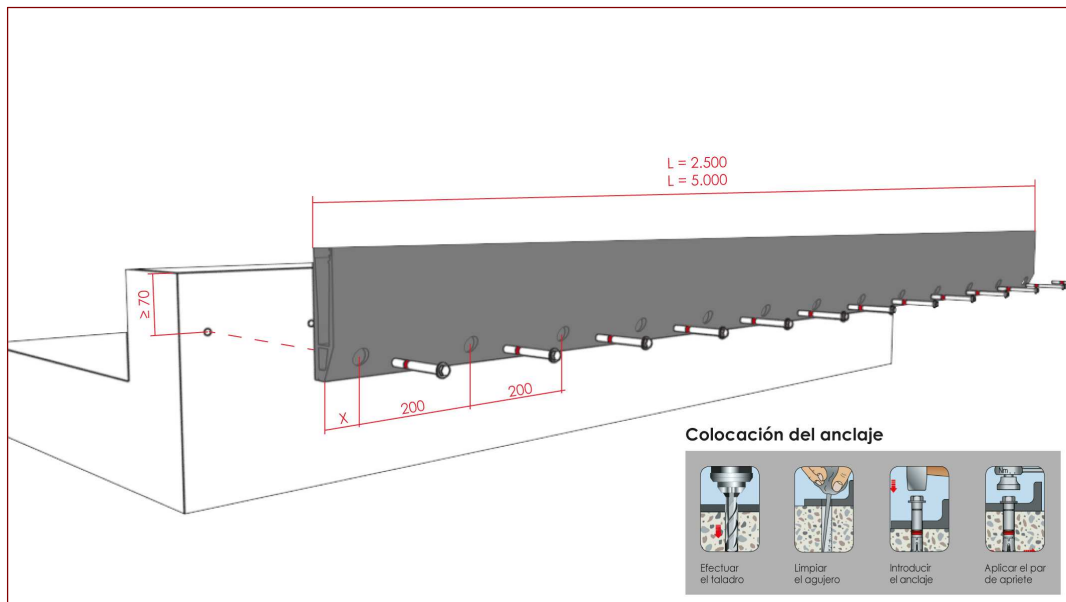 L = 2.500
L = 5.000
≥ 70
X
200
200
Colocación del anclaje
Nm.
Efectuar
el taladro
Limpiar
el agujero
Introducir
el anclaje
Aplicar el par
de apriete